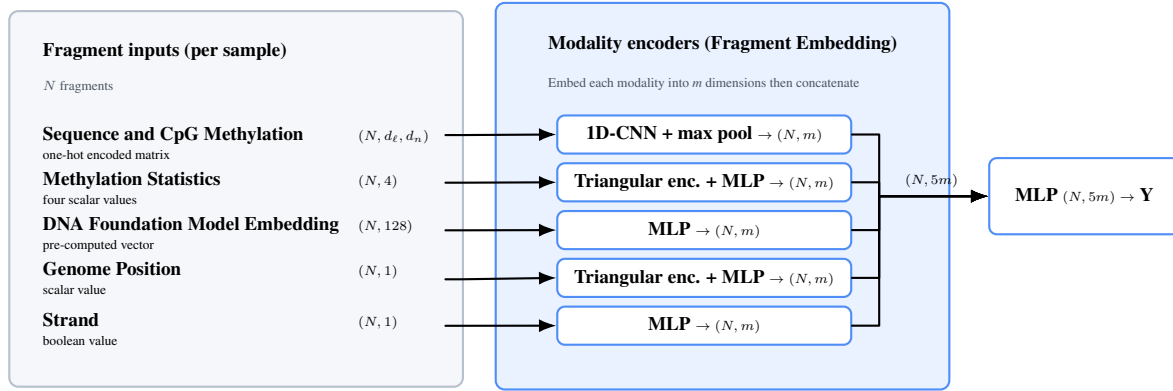 Fragment inputs (per sample)
N fragments
Sequence and CpG Methylation (N, dℓ, dn)
one-hot encoded matrix
Methylation Statistics (N, 4)
four scalar values
DNA Foundation Model Embedding (N, 128)
pre-computed vector
Genome Position (N, 1)
scalar value
Strand (N, 1)
boolean value
Modality encoders (Fragment Embedding)
Embed each modality into m dimensions then concatenate
1D-CNN + max pool → (N, m)
Triangular enc. + MLP → (N, m)
MLP → (N, m)
Triangular enc. + MLP → (N, m)
MLP → (N, m)
(N, 5m)
MLP (N, 5m) → Y